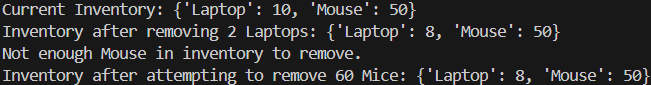 Current Inventory: {'Laptop': 10, 'Mouse': 50}
Inventory after removing 2 Laptops: {'Laptop': 8, 'Mouse': 50}
Not enough Mouse in inventory to remove.
Inventory after attempting to remove 60 Mice: {'Laptop': 8, 'Mouse': 50}